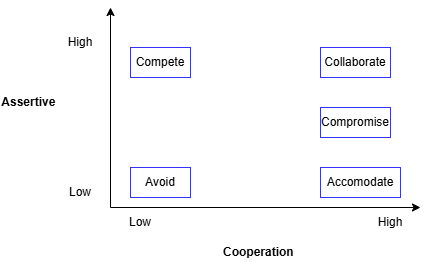 High
Compete
Collaborate
Assertive
Compromise
Low
Avoid
Accomodate
Low
High
Cooperation